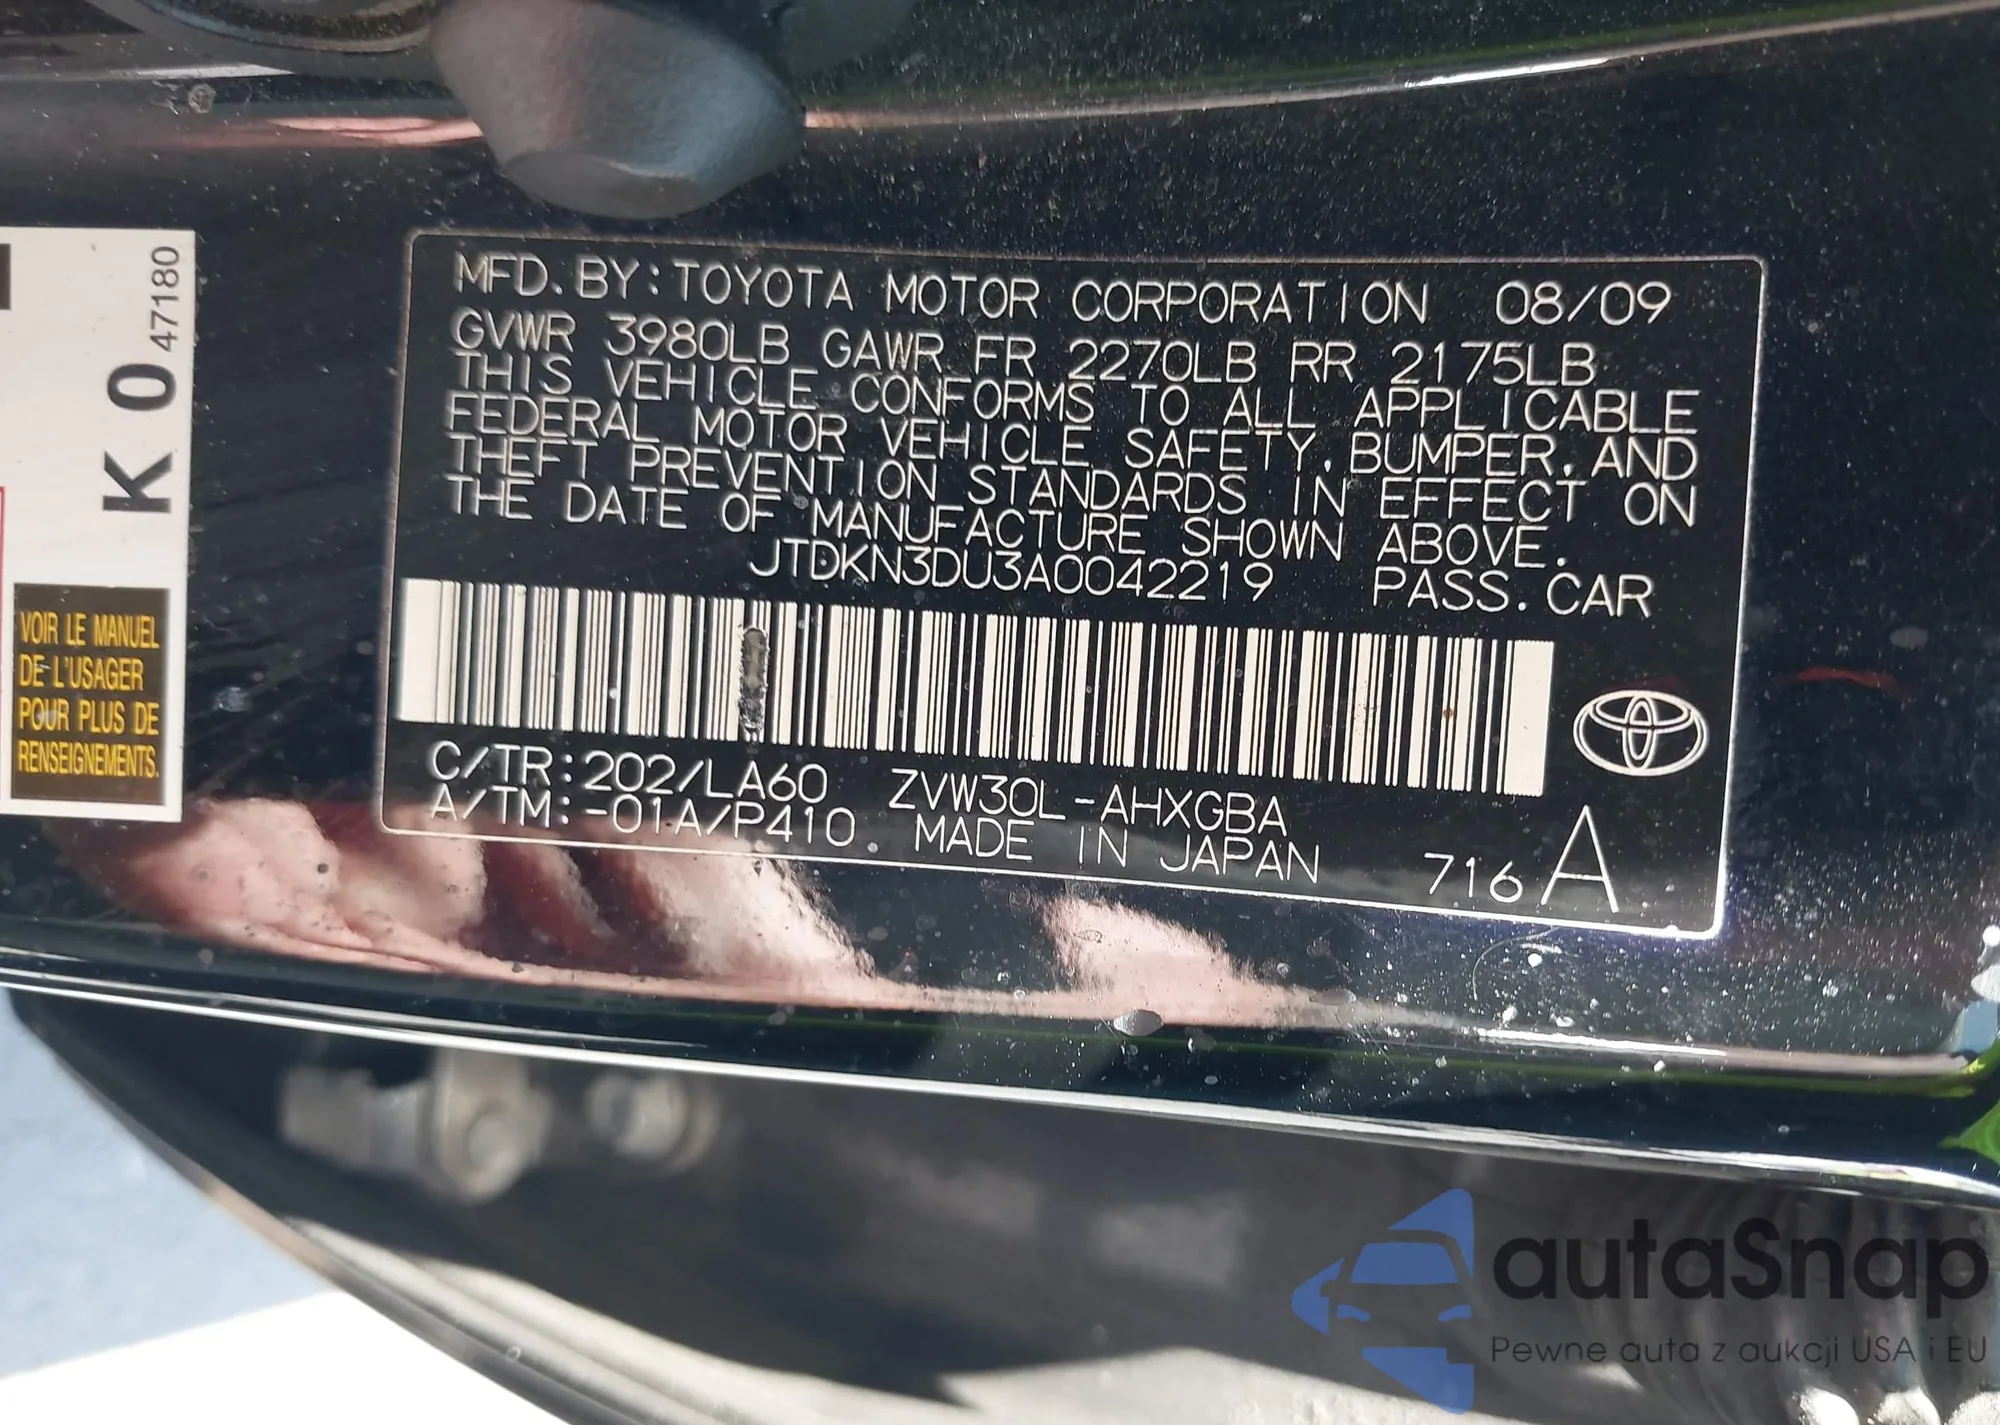 K0 47180
VOIR LE MANUEL
DE L'USAGER
POUR PLUS DE
RENSEIGNEMENTS.
MFD. BY: TOYOTA MOTOR CORPORATION 08/09
GVWR 3980LB GAWR FR 2270LB RR 2175LB
THIS VEHICLE CONFORMS TO ALL APPLICABLE
FEDERAL MOTOR VEHICLE SAFETY, BUMPER, AND
THEFT PREVENTION STANDARDS IN EFFECT ON
THE DATE OF MANUFACTURE SHOWN ABOVE.
JTDKN3DU3A0042219 PASS. CAR
C/TR: 202/LA60 ZVW30L-AHXGBA
A/TM: -01A/P410. MADE IN JAPAN 716 A
autaSnap
Pewne auta z aukcji USA i EU